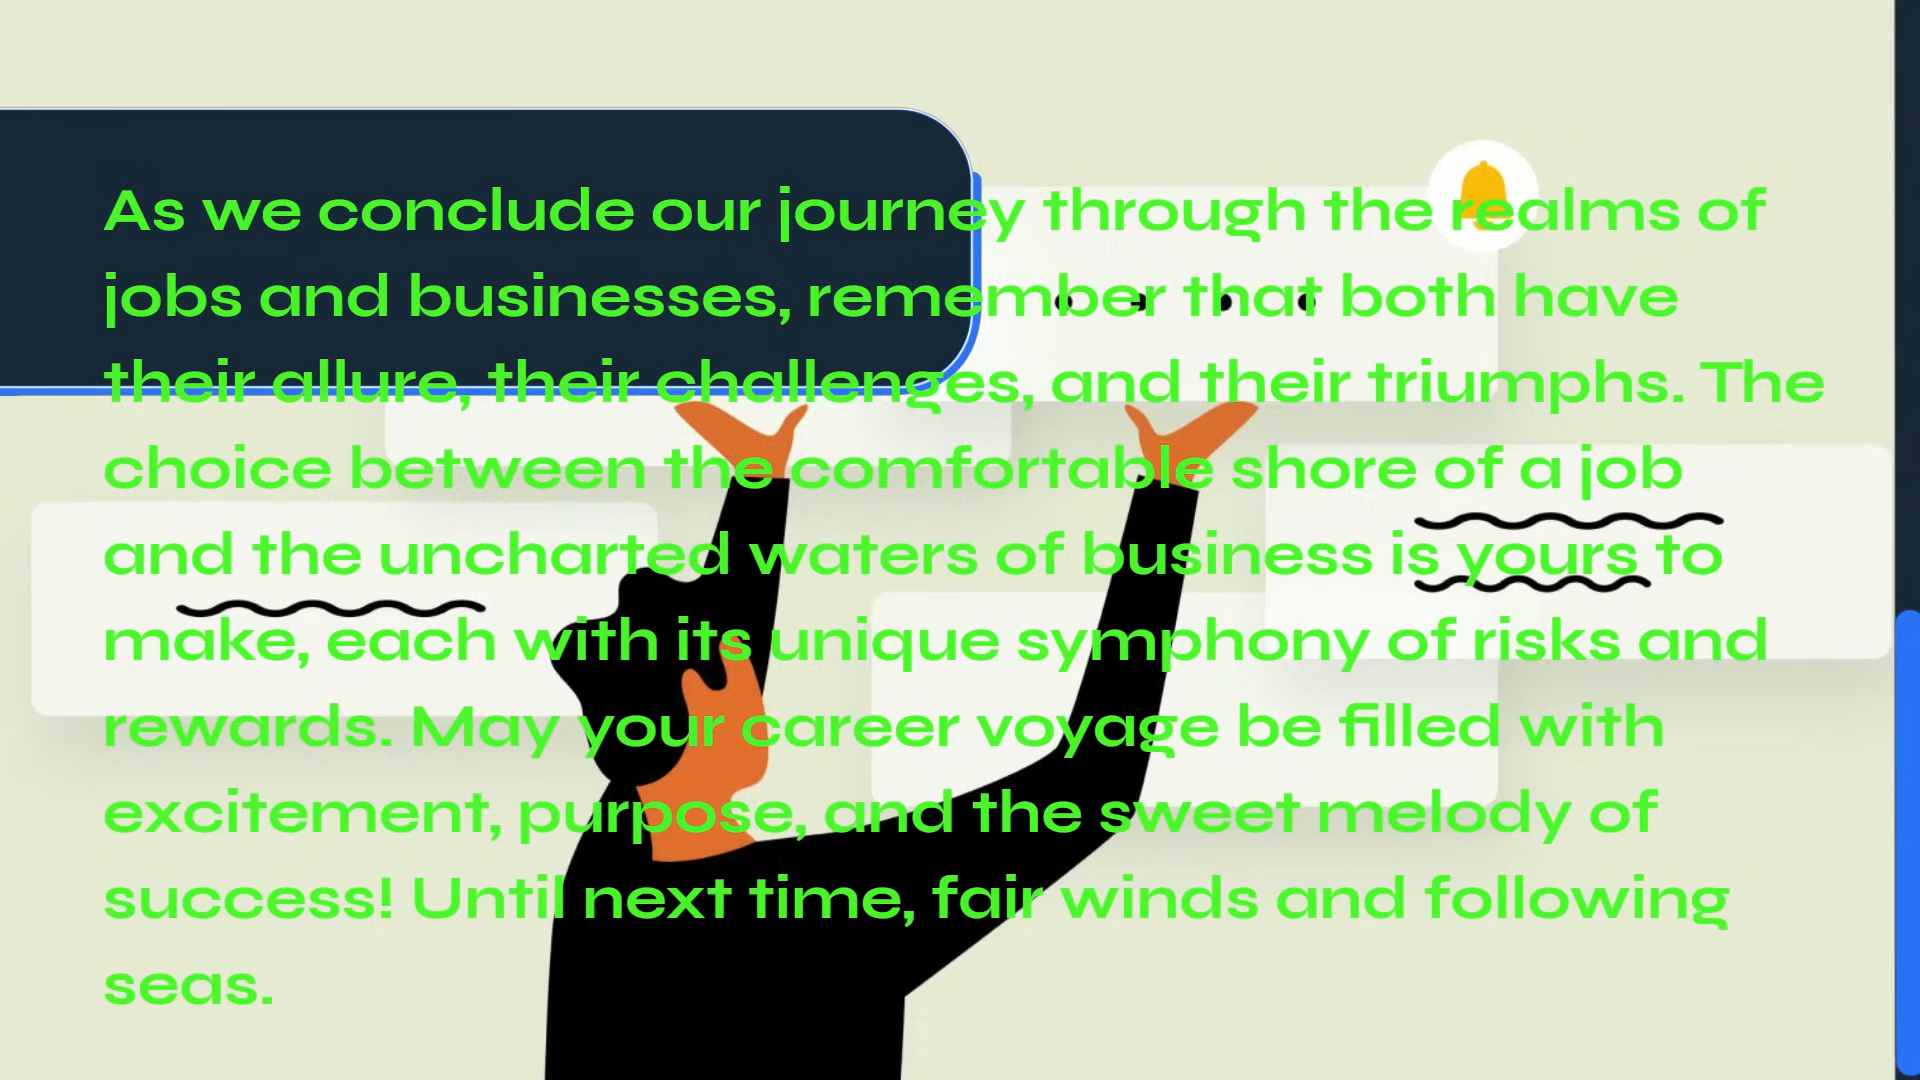 As we conclude our journey through the realms of
jobs and businesses, remember that both have
their allure, their challenges, and their triumphs. The
choice between the comfortable shore of a job
and the uncharted waters of business is yours to
make, each with its unique symphony of risks and
rewards. May your career voyage be filled with
excitement, purpose, and the sweet melody of
success! Until next time, fair winds and following
seas.